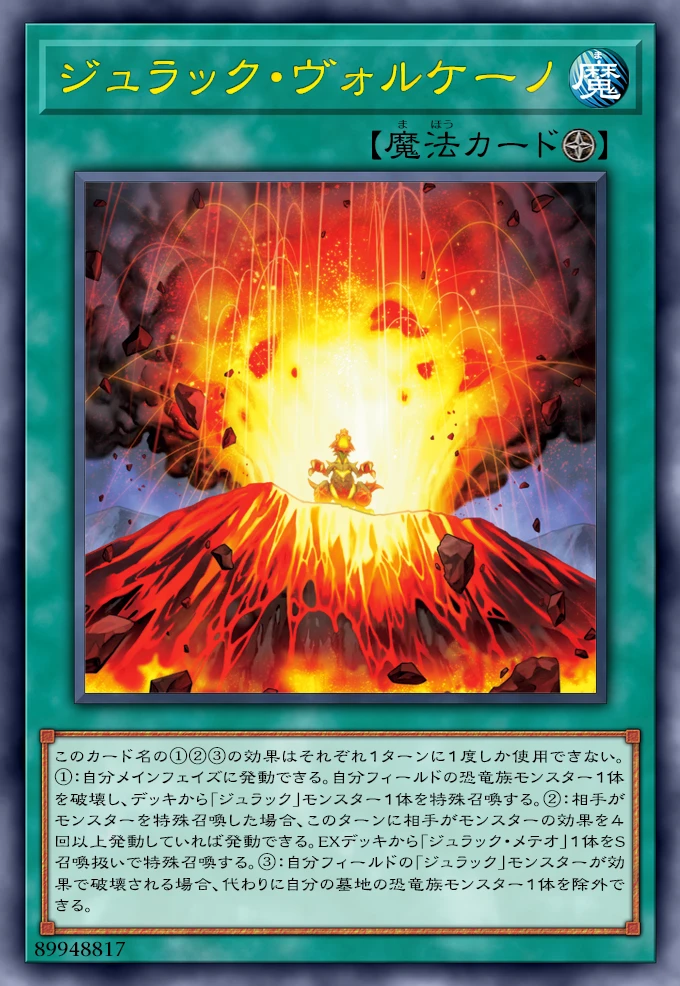 ジュラック・ヴォルケーノ
魔
ま
ま ほう
【魔法カード】
このカード名の①②③の効果はそれぞれ1ターンに1度しか使用できない。
①：自分メインフェイズに発動できる。自分フィールドの恐竜族モンスター1体
を破壊し、デッキから「ジュラック」モンスター1体を特殊召喚する。②：相手が
モンスターを特殊召喚した場合、このターンに相手がモンスターの効果を4
回以上発動していれば発動できる。EXデッキから「ジュラック・メテオ」1体をS
召喚扱いで特殊召喚する。③：自分フィールドの「ジュラック」モンスターが効
果で破壊される場合、代わりに自分の墓地の恐竜族モンスター1体を除外で
きる。
89948817